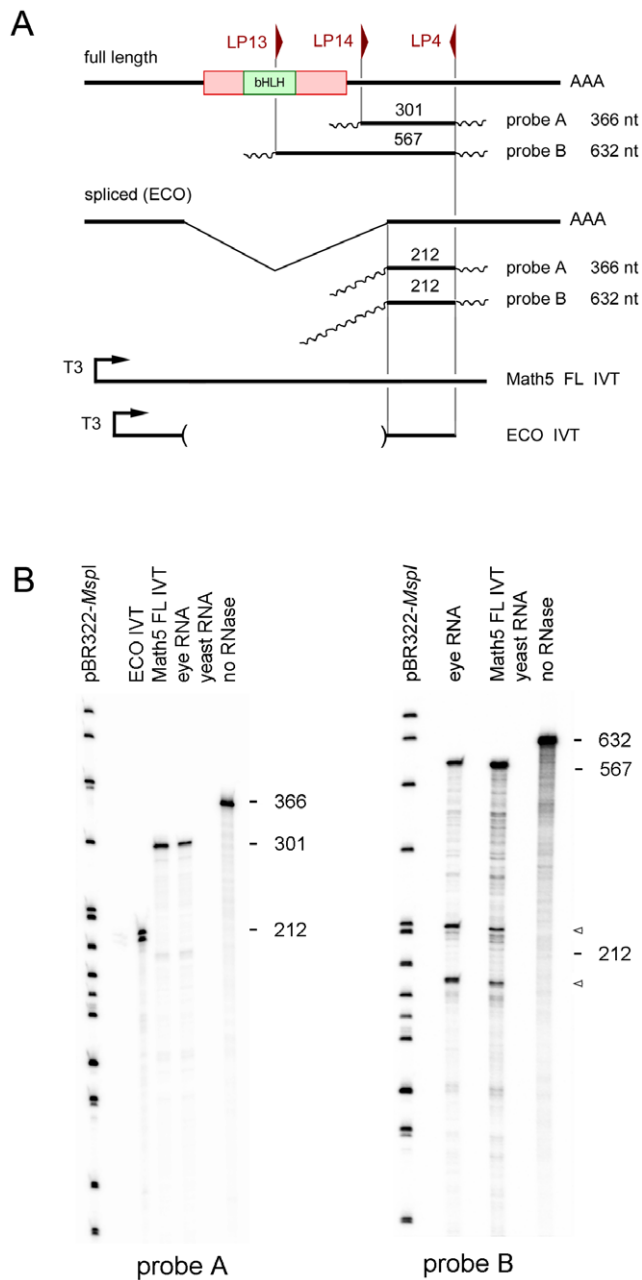 A
LP13 LP14 LP4
full length
bHLH
AAA
301
probe A 366 nt
567
probe B 632 nt
spliced (ECO)
AAA
212
probe A 366 nt
212
probe B 632 nt
T3
Math5 FL IVT
T3
ECO IVT
B
pBR322-MspI
ECO IVT
Math5 FL IVT
eye RNA
yeast RNA
no RNase
366
301
212
probe A
pBR322-MspI
eye RNA
Math5 FL IVT
yeast RNA
no RNase
632
567
212
probe B